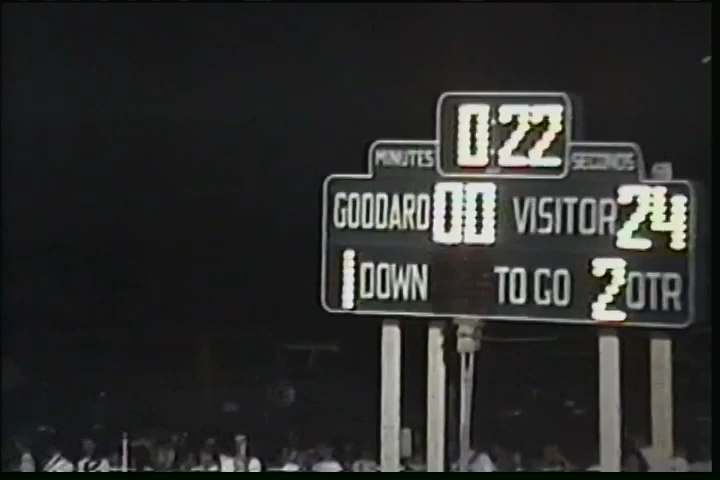 0:22
MINUTES SECONDS
GODDARD 00 VISITOR 24
1 DOWN TO GO 2 QTR